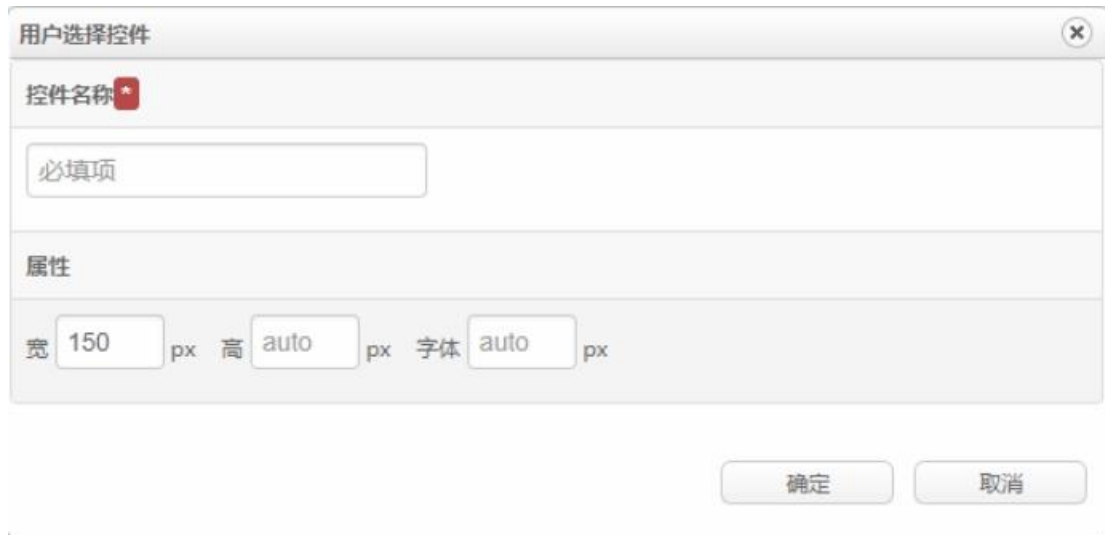 用户选择控件
控件名称*
必填项
属性
宽 150 px 高 auto px 字体 auto px
确定 取消